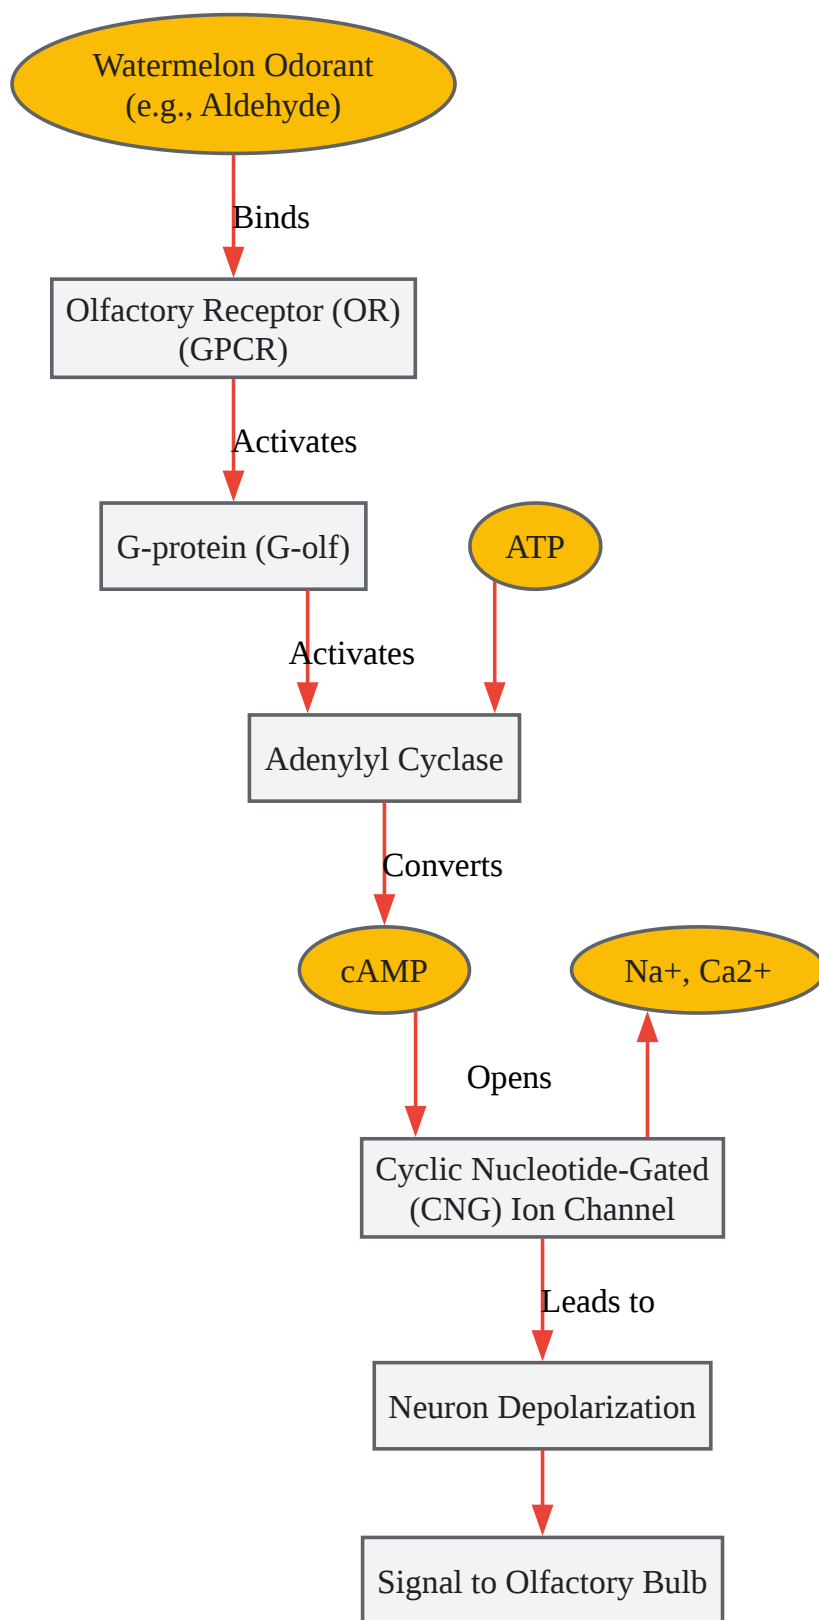 Watermelon Odorant
(e.g., Aldehyde)
Binds
Olfactory Receptor (OR)
(GPCR)
Activates
G-protein (G-olf)
ATP
Activates
Adenylyl Cyclase
Converts
cAMP
Na+, Ca2+
Opens
Cyclic Nucleotide-Gated
(CNG) Ion Channel
Leads to
Neuron Depolarization
Signal to Olfactory Bulb